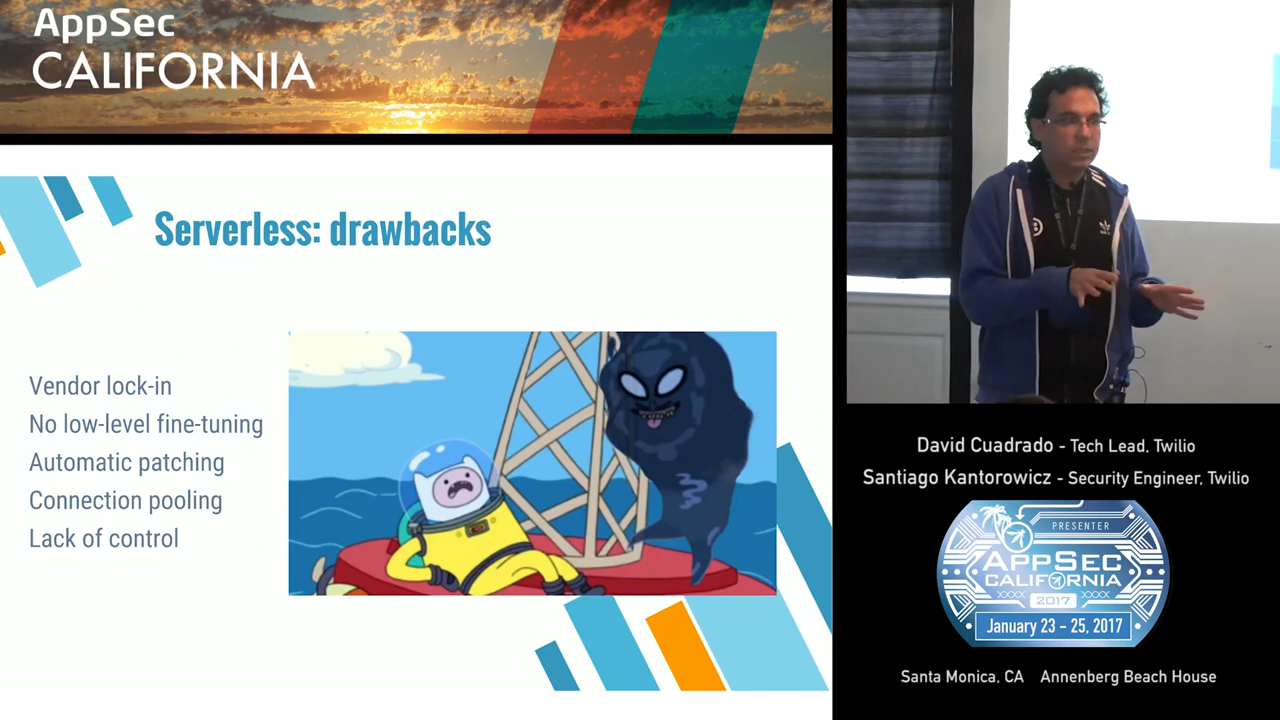 AppSec
CALIFORNIA
Serverless: drawbacks
Vendor lock-in
No low-level fine-tuning
Automatic patching
Connection pooling
Lack of control
David Cuadrado - Tech Lead, Twilio
Santiago Kantorowicz - Security Engineer, Twilio
PRESENTER
APPSEC
CALIFORNIA
XXXX 2017 XXXX
January 23 – 25, 2017
Santa Monica, CA Annenberg Beach House